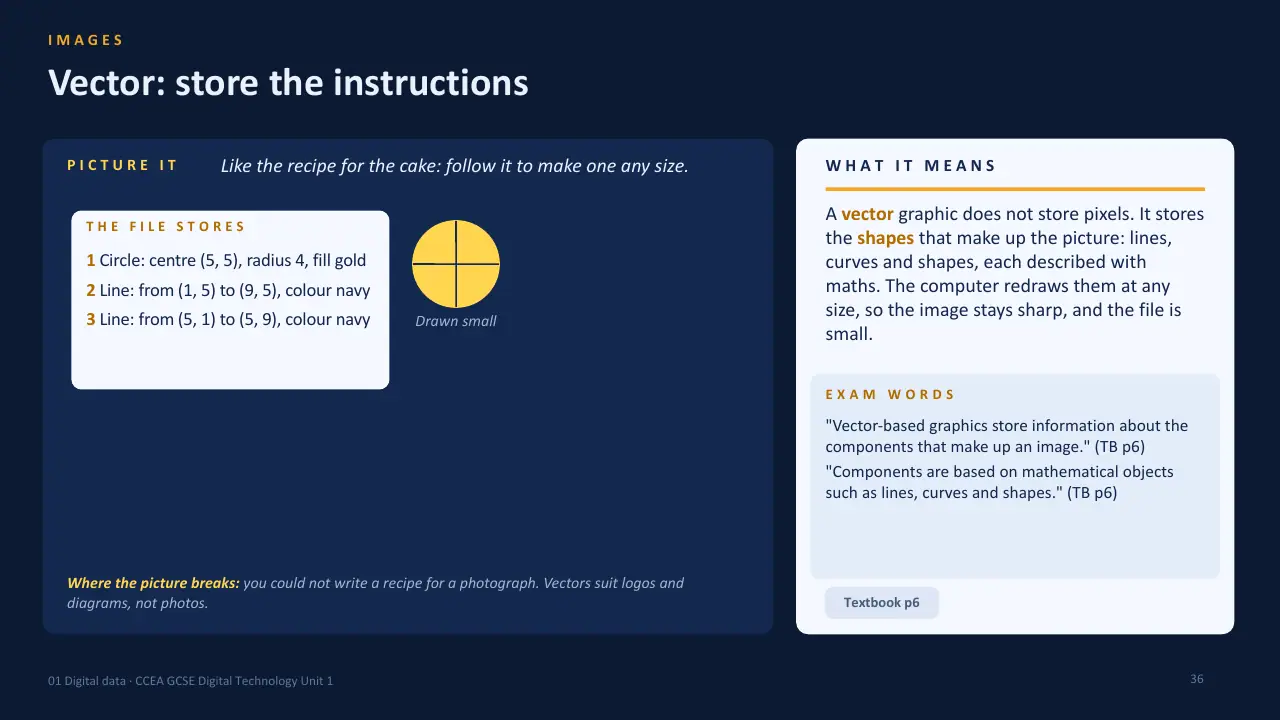 IMAGES
Vector: store the instructions
PICTURE IT
Like the recipe for the cake: follow it to make one any size.
THE FILE STORES
1 Circle: centre (5, 5), radius 4, fill gold
2 Line: from (1, 5) to (9, 5), colour navy
3 Line: from (5, 1) to (5, 9), colour navy
Drawn small
Where the picture breaks: you could not write a recipe for a photograph. Vectors suit logos and
diagrams, not photos.
WHAT IT MEANS
A vector graphic does not store pixels. It stores
the shapes that make up the picture: lines,
curves and shapes, each described with
maths. The computer redraws them at any
size, so the image stays sharp, and the file is
small.
EXAM WORDS
"Vector-based graphics store information about the
components that make up an image." (TB p6)
"Components are based on mathematical objects
such as lines, curves and shapes." (TB p6)
Textbook p6
01 Digital data · CCEA GCSE Digital Technology Unit 1
36